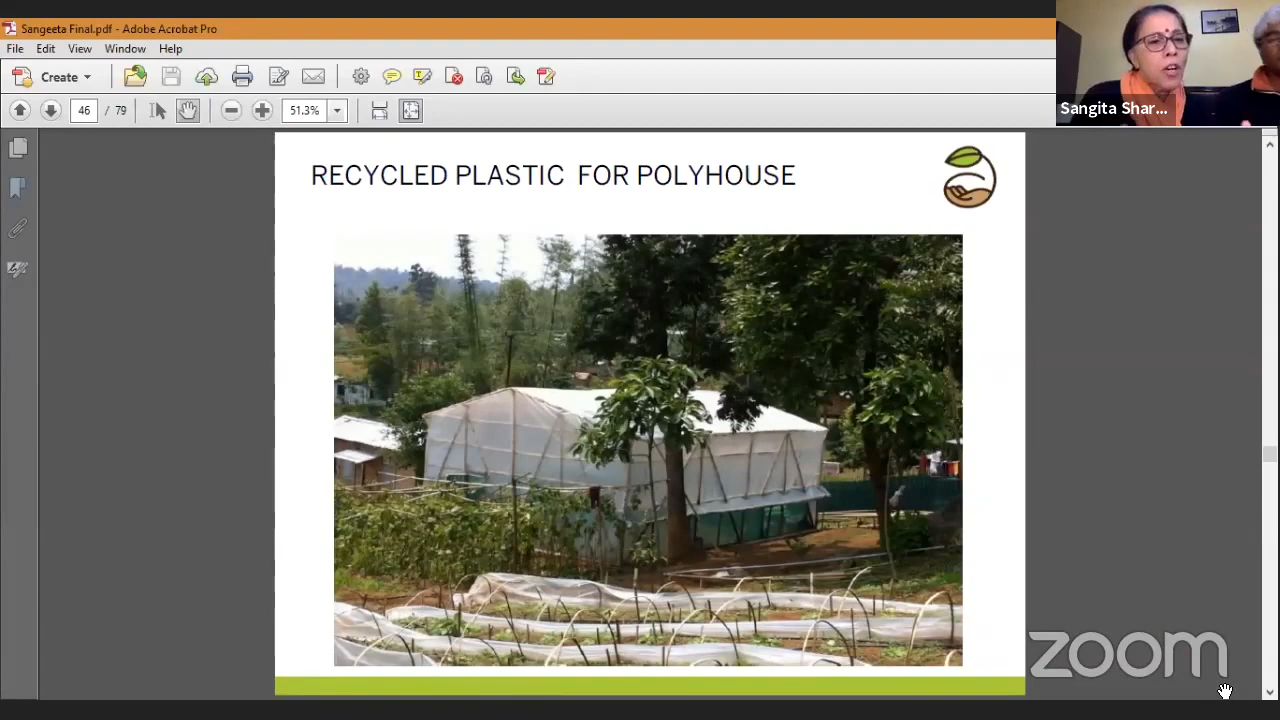 Sangeeta Final.pdf - Adobe Acrobat Pro
File Edit View Window Help
Create
46 / 79 51.3%
Sangita Shar...
RECYCLED PLASTIC FOR POLYHOUSE
zoom